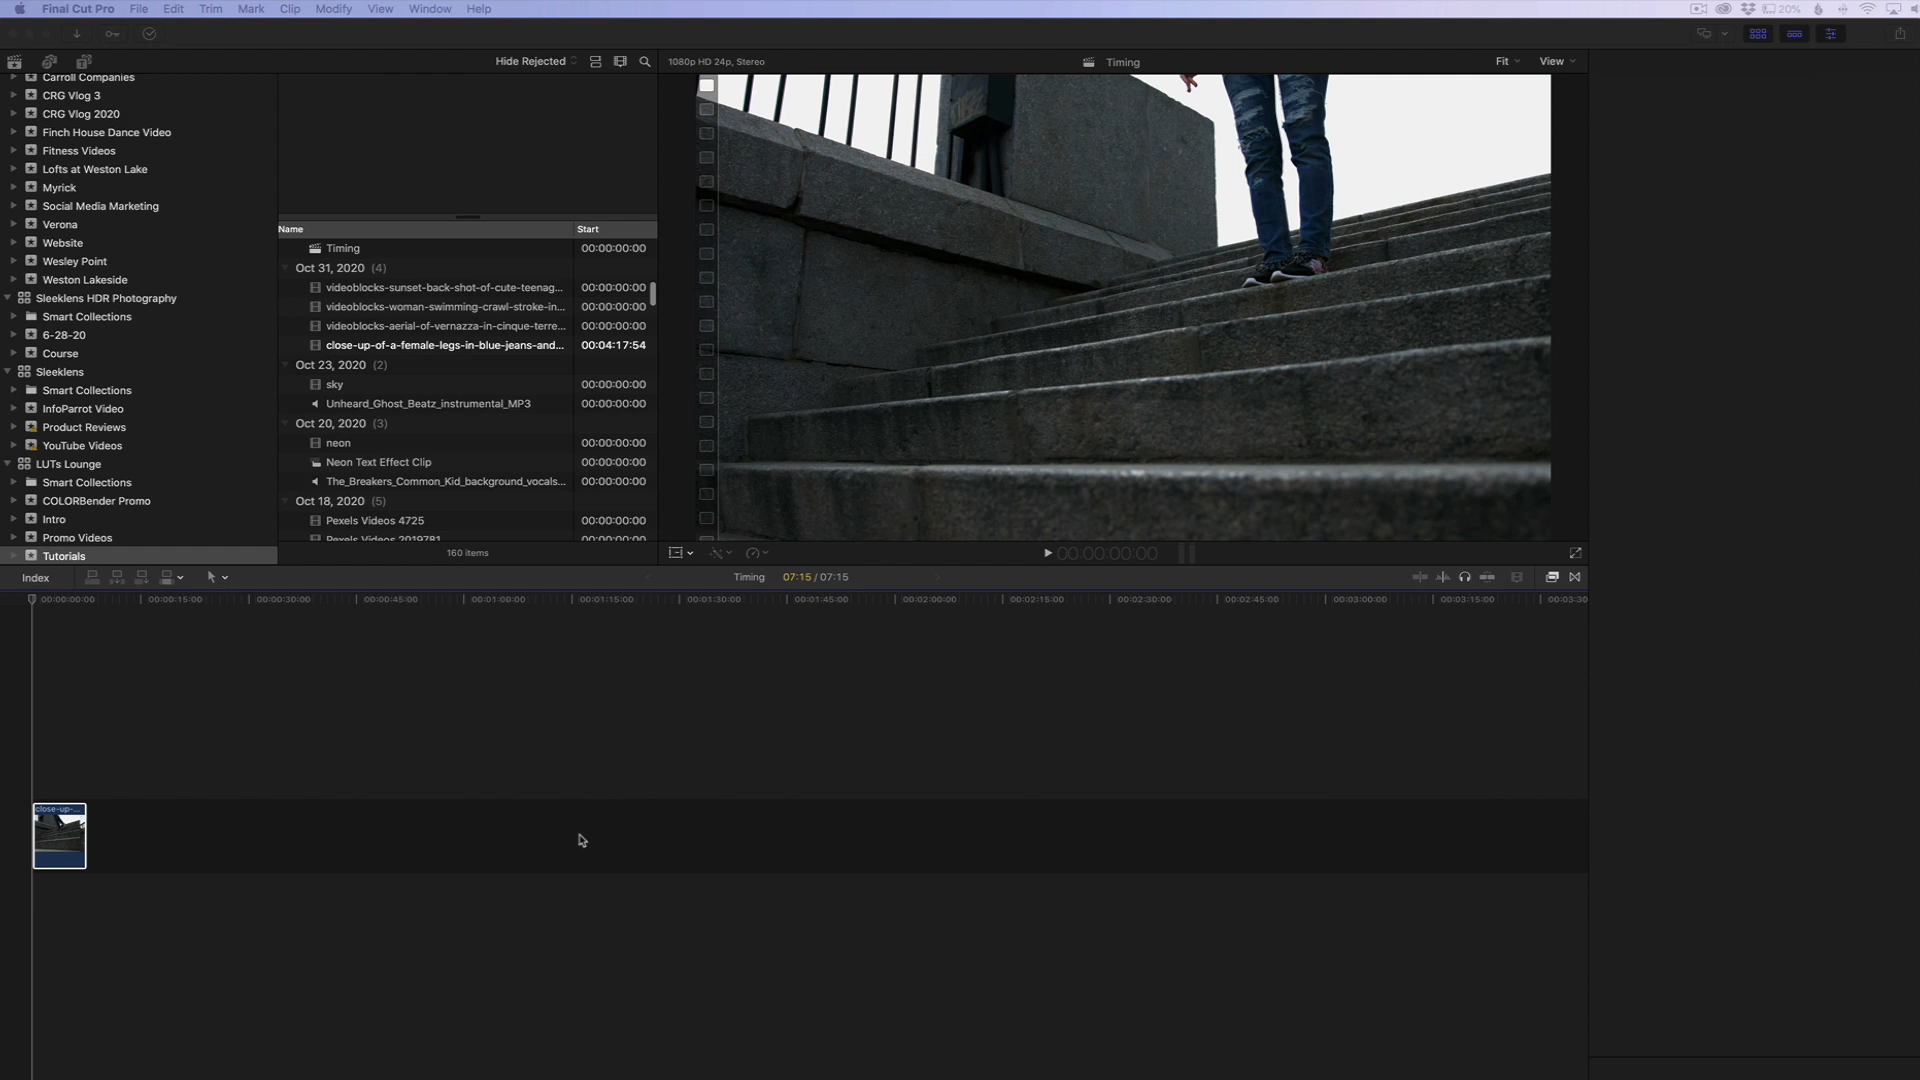 Final Cut Pro File Edit Trim Mark Clip Modify View Window Help 20%
Hide Rejected
1080p HD 24p, Stereo
Timing
Fit
View
Carroll Companies
CRG Vlog 3
CRG Vlog 2020
Finch House Dance Video
Fitness Videos
Lofts at Weston Lake
Myrick
Social Media Marketing
Verona
Website
Wesley Point
Weston Lakeside
Sleeklens HDR Photography
Smart Collections
6-28-20
Course
Sleeklens
Smart Collections
InfoParrot Video
Product Reviews
YouTube Videos
LUTs Lounge
Smart Collections
COLORBender Promo
Intro
Promo Videos
Tutorials
Name Start
Timing 00:00:00:00
Oct 31, 2020 (4)
videoblocks-sunset-back-shot-of-cute-teenag... 00:00:00:00
videoblocks-woman-swimming-crawl-stroke-in... 00:00:00:00
videoblocks-aerial-of-vernazza-in-cinque-terre... 00:00:00:00
close-up-of-a-female-legs-in-blue-jeans-and... 00:04:17:54
Oct 23, 2020 (2)
sky 00:00:00:00
Unheard_Ghost_Beatz_instrumental_MP3 00:00:00:00
Oct 20, 2020 (3)
neon 00:00:00:00
Neon Text Effect Clip 00:00:00:00
The_Breakers_Common_Kid_background_vocals... 00:00:00:00
Oct 18, 2020 (5)
Pexels Videos 4725 00:00:00:00
Pexels Videos 2019781 00:00:00:00
160 items
00:00:00:00
Index
Timing 07:15 / 07:15
00:00:00:00 00:00:15:00 00:00:30:00 00:00:45:00 00:01:00:00 00:01:15:00 00:01:30:00 00:01:45:00 00:02:00:00 00:02:15:00 00:02:30:00 00:02:45:00 00:03:00:00 00:03:15:00 00:03:30
close-up-...